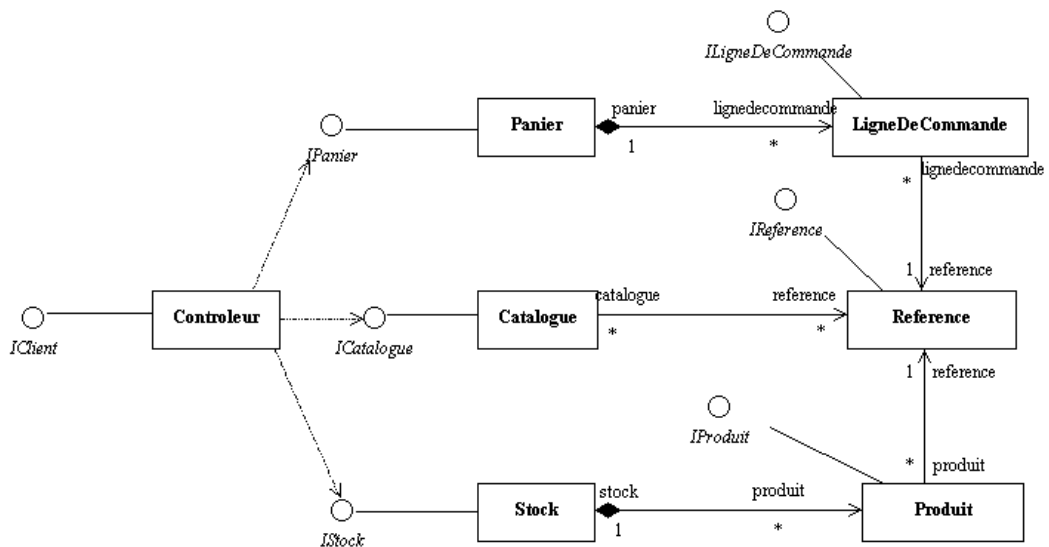 ILigneDeCommande
IPanier
Panier
panier
1
lignedecommande
*
LigneDeCommande
lignedecommande
*
IReference
1
reference
IClient
Controleur
ICatalogue
Catalogue
catalogue
*
reference
*
Reference
1
reference
IProduit
*
produit
IStock
Stock
stock
1
produit
*
Produit